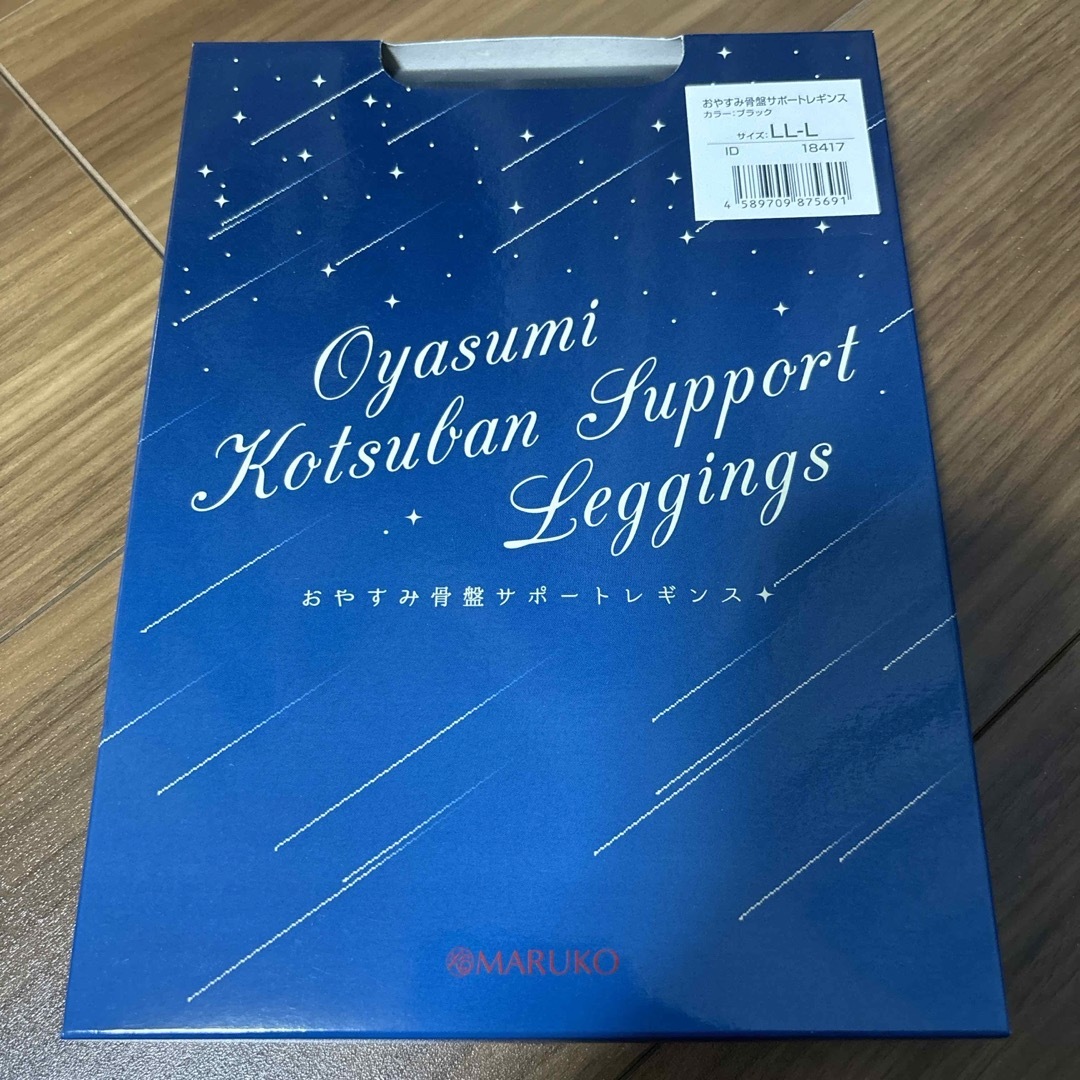 おやすみ骨盤サポートレギンス
カラー:ブラック
サイズ: LL-L
ID 18417
4 589709 875691
Oyasumi
Kotsuban Support
Leggings
おやすみ骨盤サポートレギンス
MARUKO